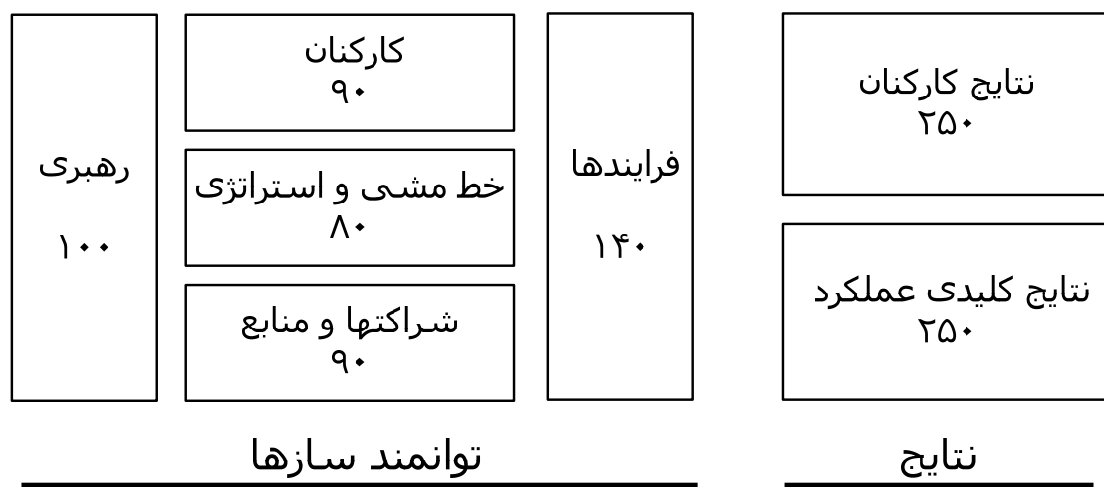 رهبری
۱۰۰
کارکنان
۹۰
خط مشی و استراتژی
۸۰
شراکتها و منابع
۹۰
فرایندها
۱۴۰
نتایج کارکنان
۲۵۰
نتایج کلیدی عملکرد
۲۵۰
توانمند سازها
نتایج